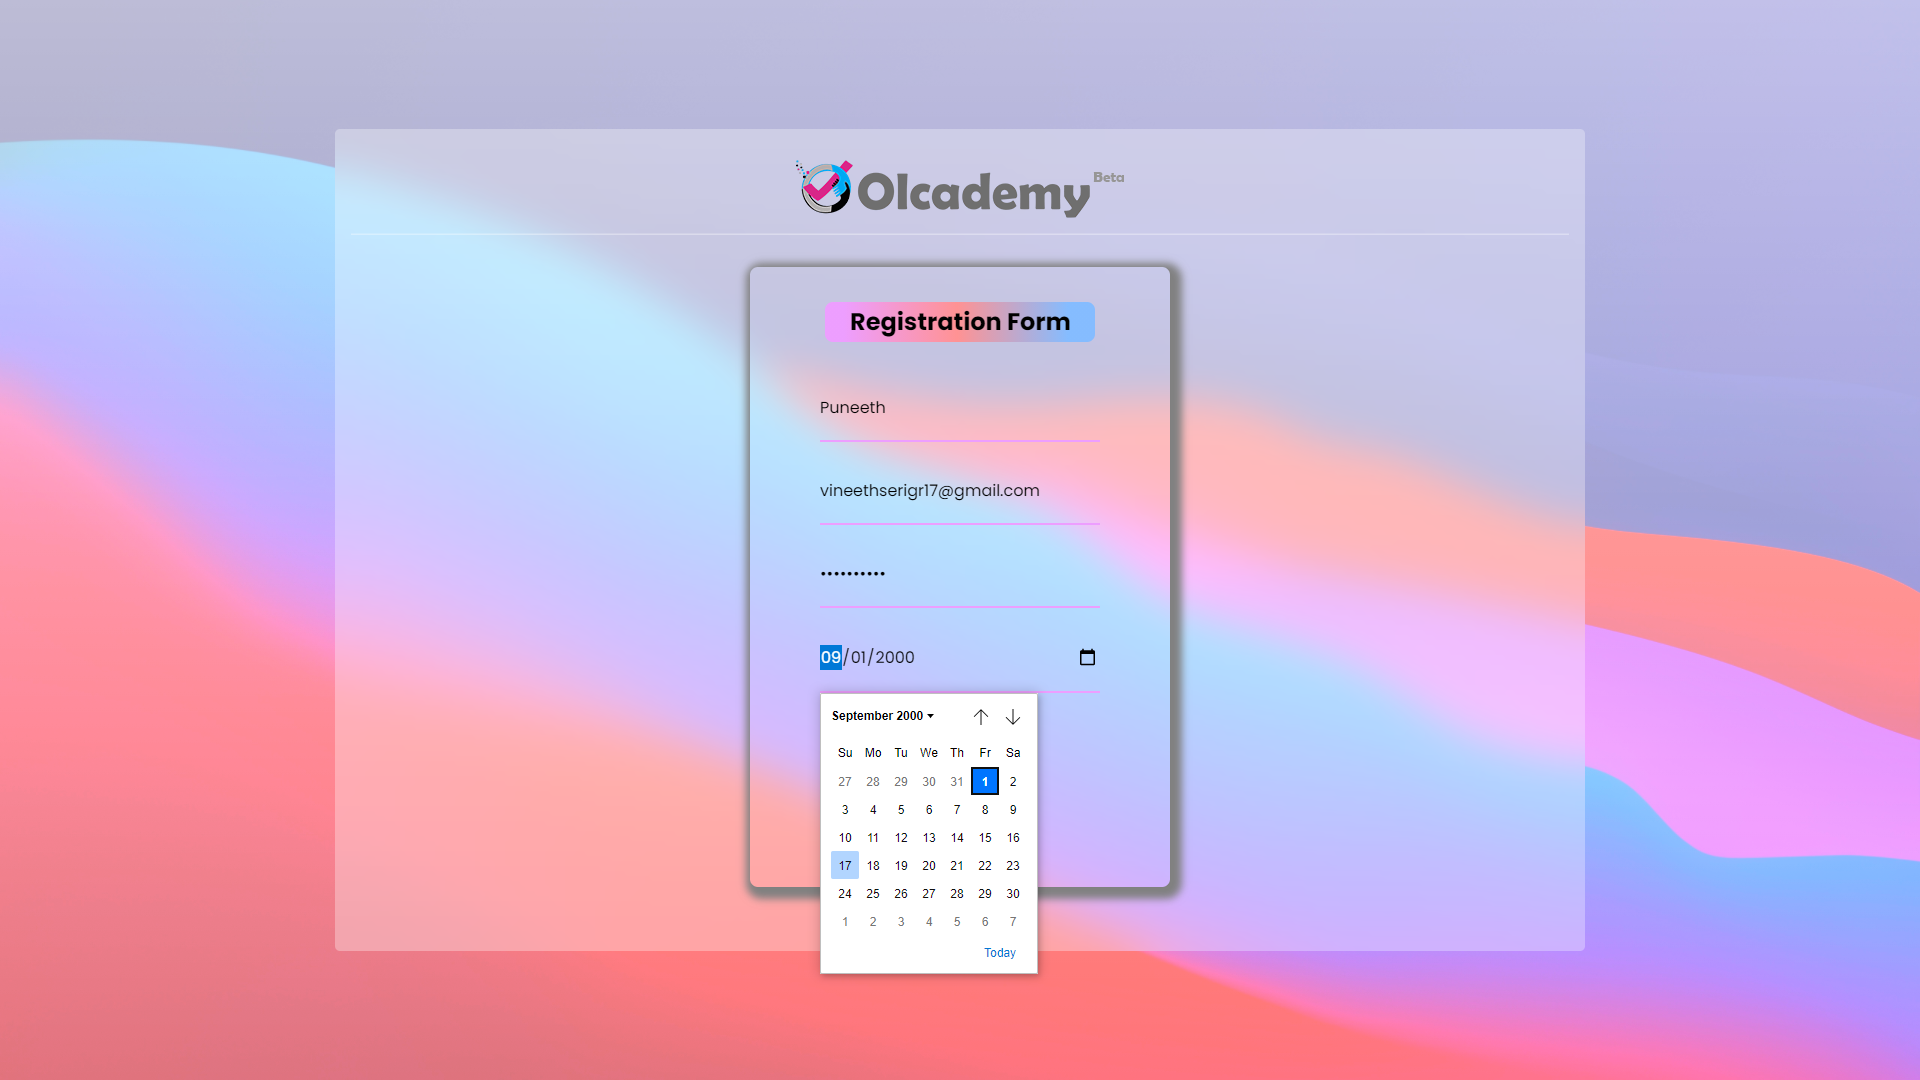 Olcademy Beta
Registration Form
Puneeth
vineethserigr17@gmail.com
••••••••••
09/01/2000
September 2000
Su Mo Tu We Th Fr Sa
27 28 29 30 31 1 2
3 4 5 6 7 8 9
10 11 12 13 14 15 16
17 18 19 20 21 22 23
24 25 26 27 28 29 30
1 2 3 4 5 6 7
Today